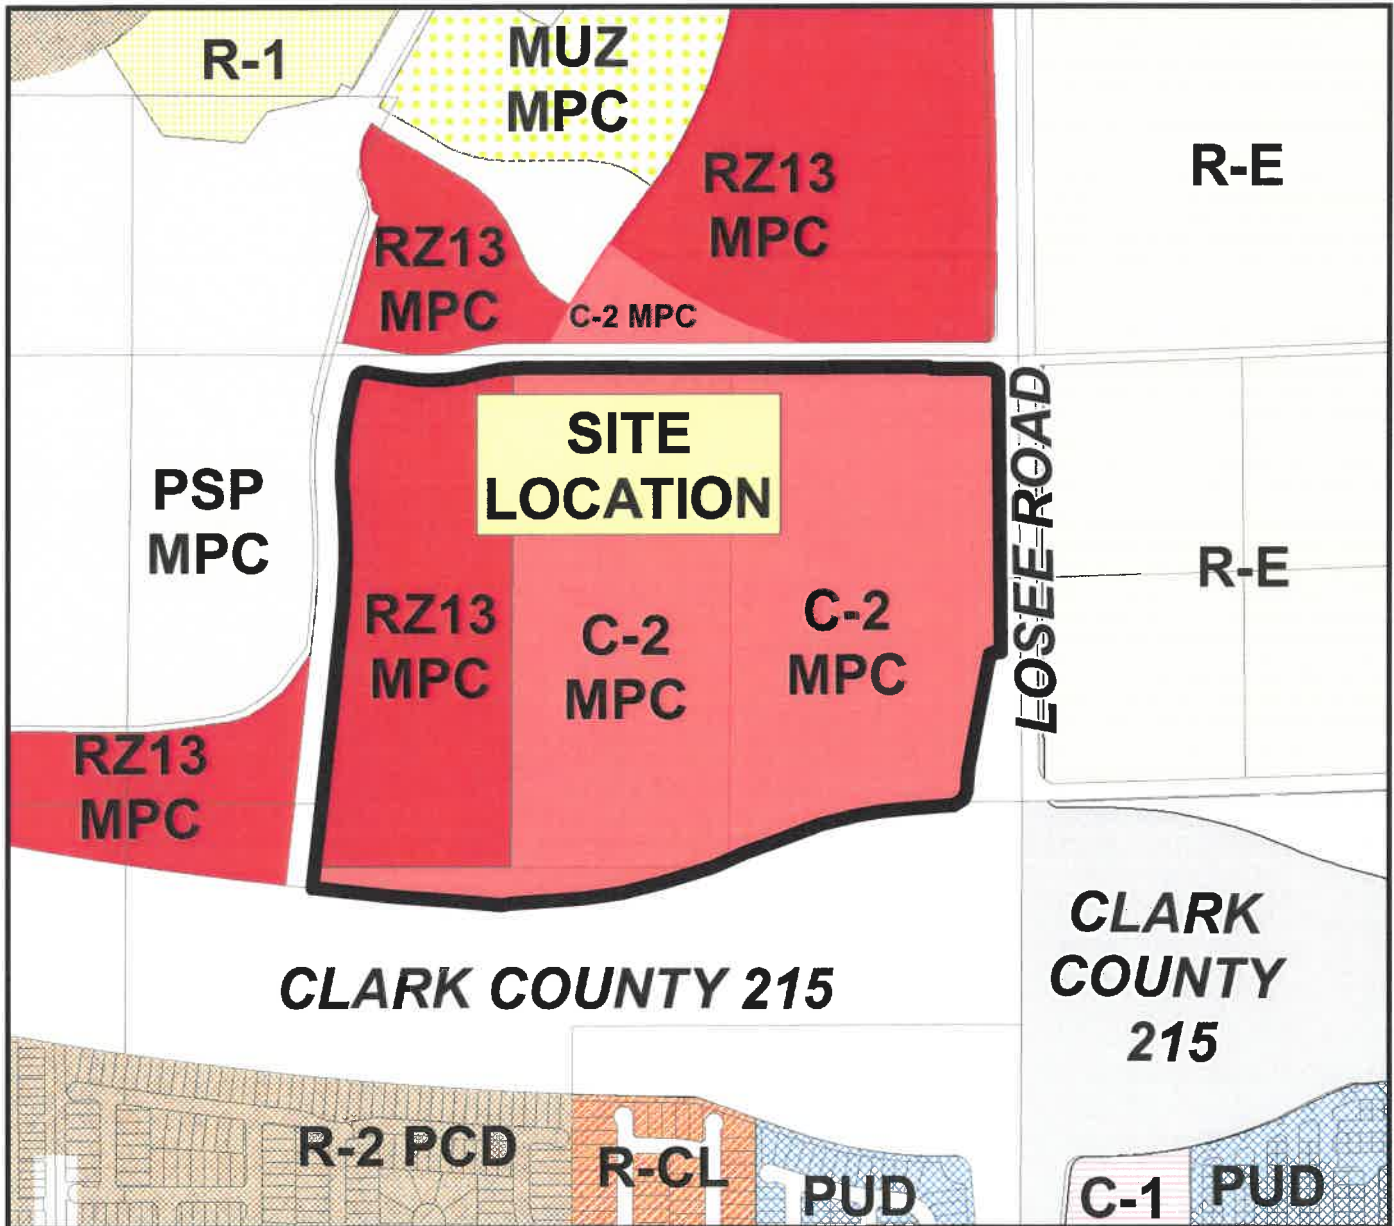 R-1
MUZ
MPC
RZ13
MPC
R-E
RZ13
MPC
C-2 MPC
SITE
LOCATION
LOSEE ROAD
PSP
MPC
R-E
RZ13
MPC
C-2
MPC
C-2
MPC
RZ13
MPC
CLARK
COUNTY
215
CLARK COUNTY 215
R-2 PCD
R-CL
PUD
C-1
PUD